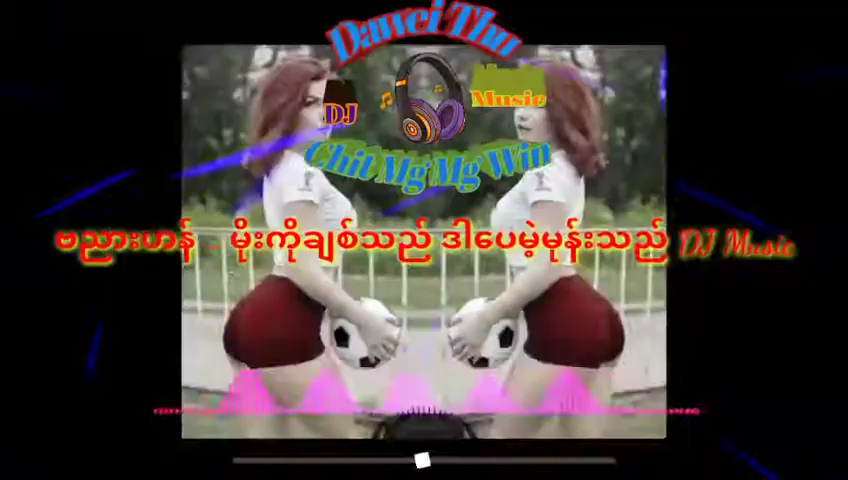 Dawei Thu
DJ
Music
Chit Mg Mg Win
ဗညားဟန် - မိုးကိုချစ်သည် ဒါပေမဲ့မုန်းသည် DJ Music